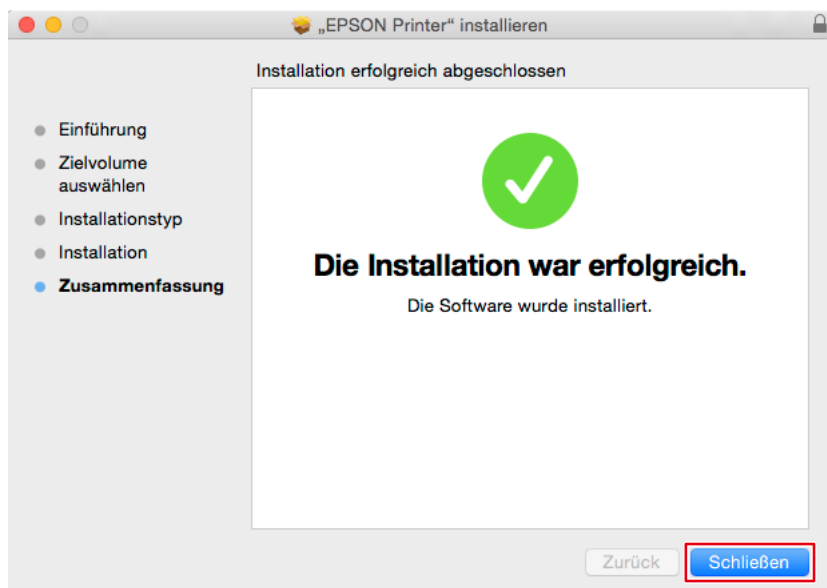 „EPSON Printer“ installieren
Installation erfolgreich abgeschlossen
Einführung
Zielvolume
auswählen
Installationstyp
Installation
Zusammenfassung
Die Installation war erfolgreich.
Die Software wurde installiert.
Zurück
Schließen